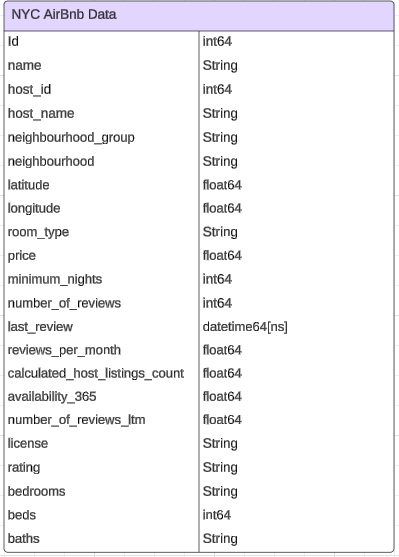 NYC AirBnb Data
Id int64
name String
host_id int64
host_name String
neighbourhood_group String
neighbourhood String
latitude float64
longitude float64
room_type String
price float64
minimum_nights int64
number_of_reviews int64
last_review datetime64[ns]
reviews_per_month float64
calculated_host_listings_count float64
availability_365 float64
number_of_reviews_ltm float64
license String
rating String
bedrooms String
beds int64
baths String